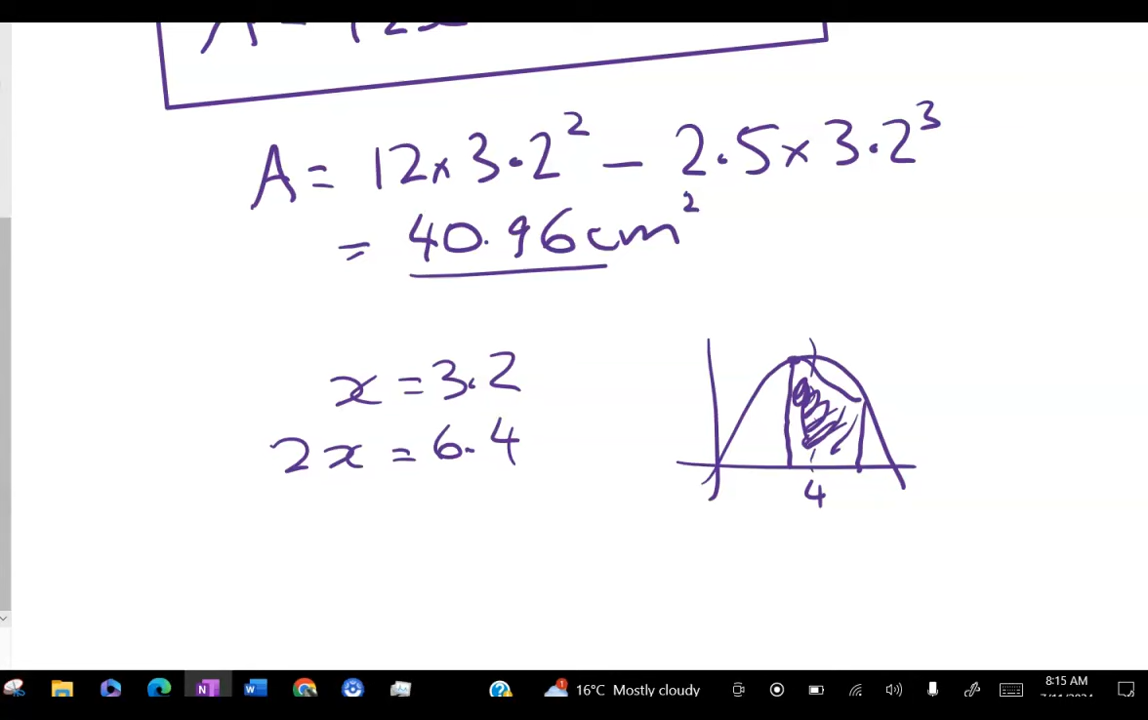 A = 12 × 3.2² − 2.5 × 3.2³
= 40.96 cm²
x = 3.2
2x = 6.4
4
16°C Mostly cloudy
8:15 AM